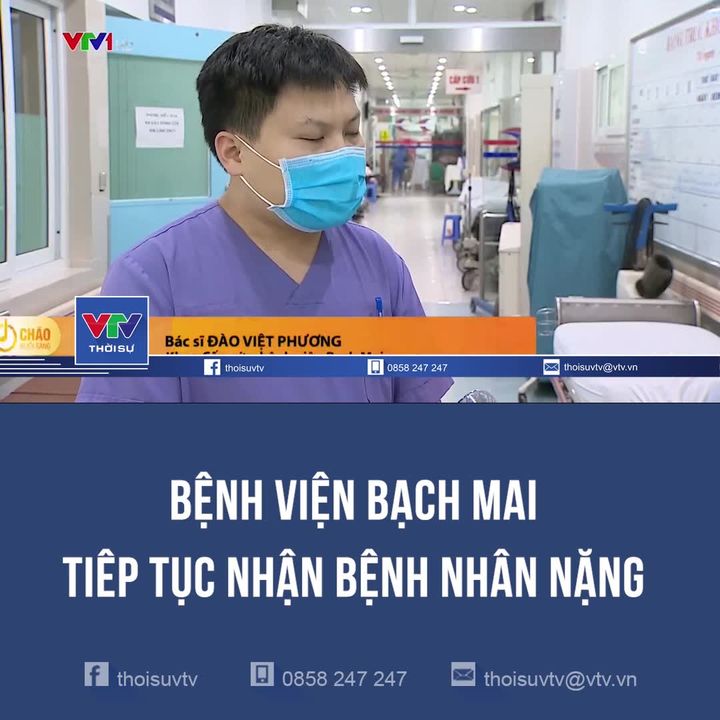 VTV1
CẤP CỨU 1
CHÀO
VTV
THỜI SỰ
Bác sĩ ĐÀO VIỆT PHƯƠNG
thoisuvtv
0858 247 247
thoisuvtv@vtv.vn
BỆNH VIỆN BẠCH MAI
TIÊP TỤC NHẬN BỆNH NHÂN NẶNG
thoisuvtv
0858 247 247
thoisuvtv@vtv.vn